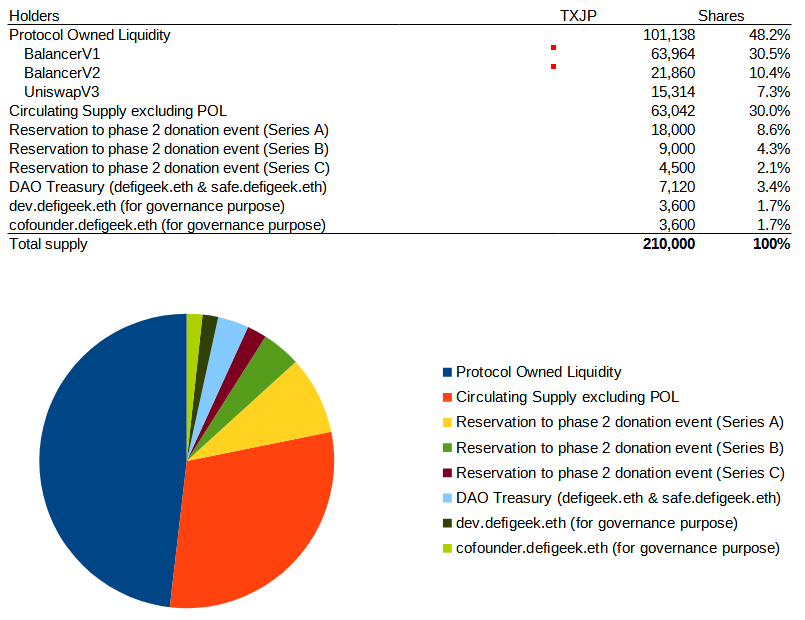 Holders TXJP Shares
Protocol Owned Liquidity 101,138 48.2%
BalancerV1 63,964 30.5%
BalancerV2 21,860 10.4%
UniswapV3 15,314 7.3%
Circulating Supply excluding POL 63,042 30.0%
Reservation to phase 2 donation event (Series A) 18,000 8.6%
Reservation to phase 2 donation event (Series B) 9,000 4.3%
Reservation to phase 2 donation event (Series C) 4,500 2.1%
DAO Treasury (defigeek.eth & safe.defigeek.eth) 7,120 3.4%
dev.defigeek.eth (for governance purpose) 3,600 1.7%
cofounder.defigeek.eth (for governance purpose) 3,600 1.7%
Total supply 210,000 100%
Protocol Owned Liquidity
Circulating Supply excluding POL
Reservation to phase 2 donation event (Series A)
Reservation to phase 2 donation event (Series B)
Reservation to phase 2 donation event (Series C)
DAO Treasury (defigeek.eth & safe.defigeek.eth)
dev.defigeek.eth (for governance purpose)
cofounder.defigeek.eth (for governance purpose)